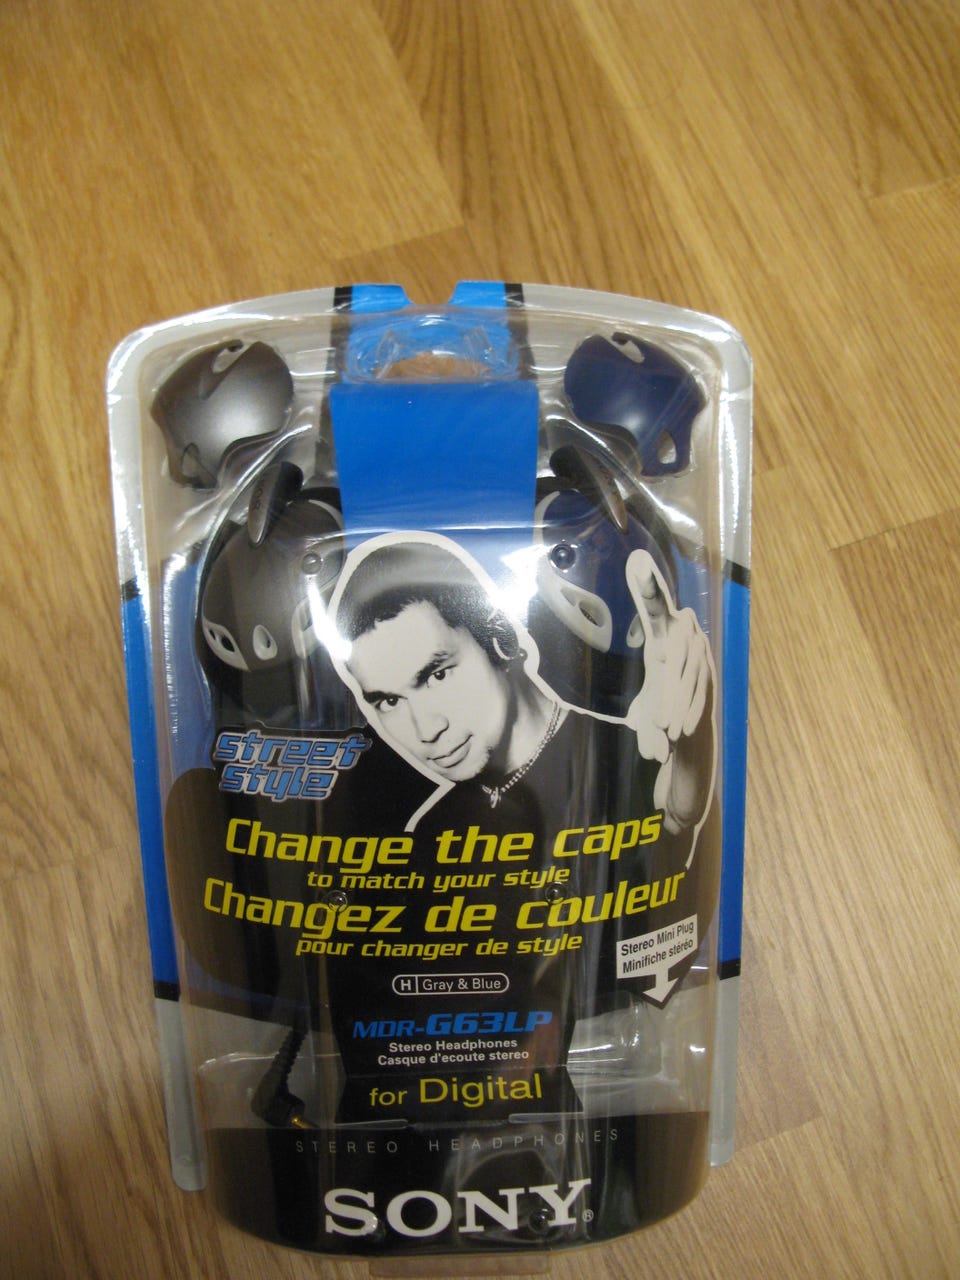 street
style
Change the caps
to match your style
Changez de couleur
pour changer de style
Stereo Mini Plug
Minifiche stéréo
H Gray & Blue
MDR-G63LP
Stereo Headphones
Casque d'ecoute stereo
for Digital
STEREO HEADPHONES
SONY®